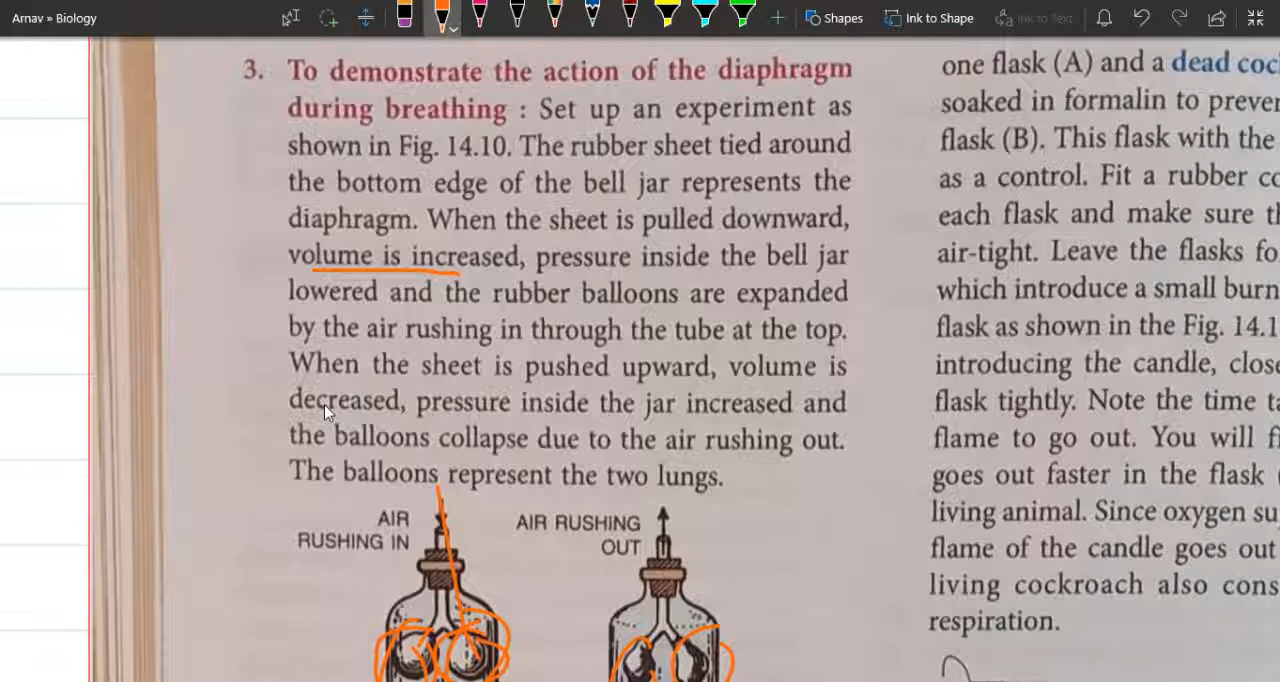 Arnav » Biology
Shapes
Ink to Shape
Ink to Text
3. To demonstrate the action of the diaphragm
during breathing : Set up an experiment as
shown in Fig. 14.10. The rubber sheet tied around
the bottom edge of the bell jar represents the
diaphragm. When the sheet is pulled downward,
volume is increased, pressure inside the bell jar
lowered and the rubber balloons are expanded
by the air rushing in through the tube at the top.
When the sheet is pushed upward, volume is
decreased, pressure inside the jar increased and
the balloons collapse due to the air rushing out.
The balloons represent the two lungs.
AIR
RUSHING IN
AIR RUSHING
OUT
one flask (A) and a dead coc
soaked in formalin to preve
flask (B). This flask with the
as a control. Fit a rubber c
each flask and make sure t
air-tight. Leave the flasks fo
which introduce a small burn
flask as shown in the Fig. 14.1
introducing the candle, close
flask tightly. Note the time ta
flame to go out. You will fi
goes out faster in the flask
living animal. Since oxygen su
flame of the candle goes out
living cockroach also cons
respiration.